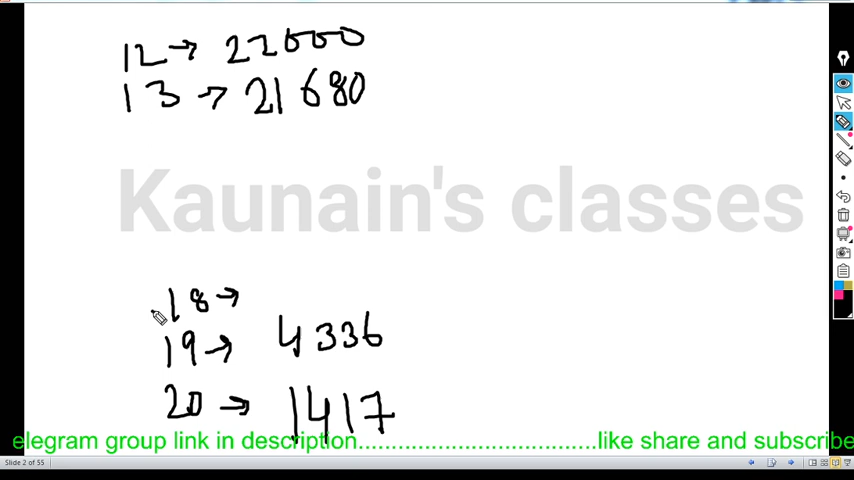 12 → 22000
13 → 21680
Kaunain's classes
18 →
19 → 4336
20 → 1417
elegram group link in description..................................................like share and subscribe
Slide 2 of 55